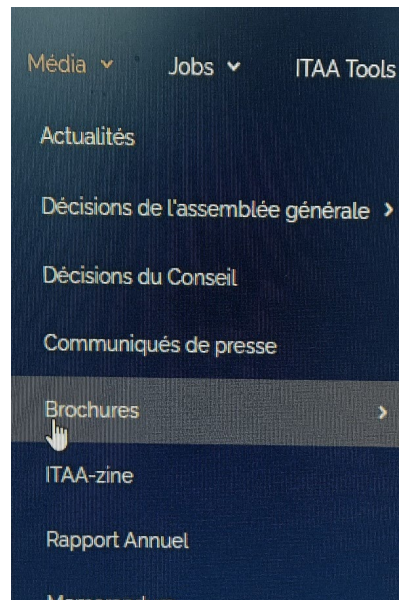 Média Jobs ITAA Tools
Actualités
Décisions de l'assemblée générale
Décisions du Conseil
Communiqués de presse
Brochures
ITAA-zine
Rapport Annuel